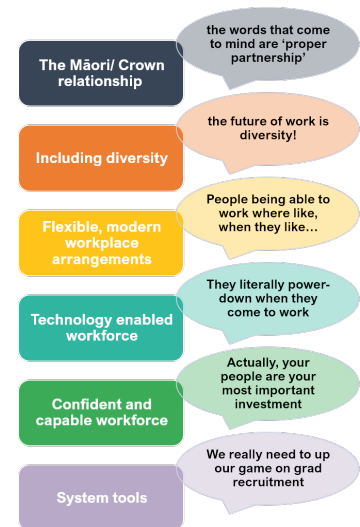 the words that come
to mind are ‘proper
partnership’
The Māori/ Crown
relationship
the future of work is
diversity!
Including diversity
People being able to
work where like,
when they like…
Flexible, modern
workplace
arrangements
They literally power-
down when they
come to work
Technology enabled
workforce
Actually, your
people are your
most important
investment
Confident and
capable workforce
We really need to up
our game on grad
recruitment
System tools